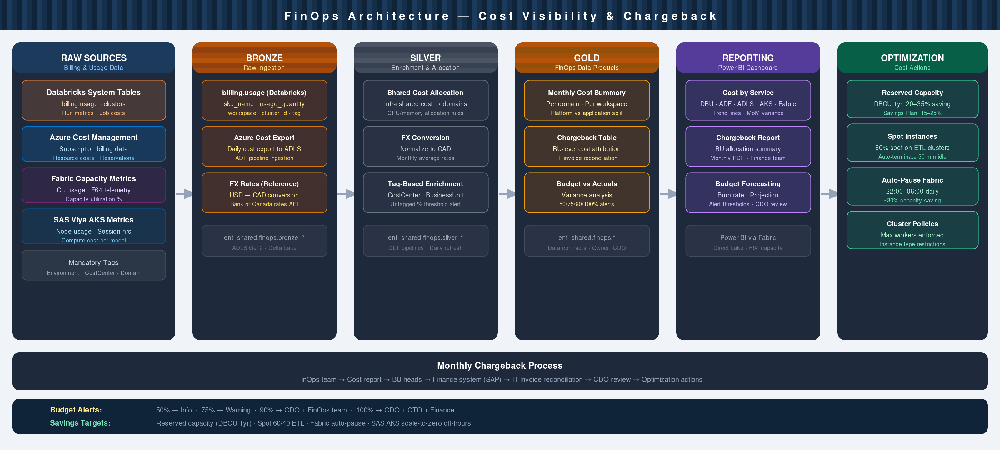 FinOps Architecture — Cost Visibility & Chargeback
RAW SOURCES
Billing & Usage Data
Databricks System Tables
billing.usage · clusters
Run metrics · Job costs
Azure Cost Management
Subscription billing data
Resource costs · Reservations
Fabric Capacity Metrics
CU usage · F64 telemetry
Capacity utilization %
SAS Viya AKS Metrics
Node usage · Session hrs
Compute cost per model
Mandatory Tags
Environment · CostCenter · Domain
BRONZE
Raw Ingestion
billing.usage (Databricks)
sku_name · usage_quantity
workspace · cluster_id · tag
Azure Cost Export
Daily cost export to ADLS
ADF pipeline ingestion
FX Rates (Reference)
USD → CAD conversion
Bank of Canada rates API
ent_shared.finops.bronze_*
ADLS Gen2 · Delta Lake
SILVER
Enrichment & Allocation
Shared Cost Allocation
Infra shared cost → domains
CPU/memory allocation rules
FX Conversion
Normalize to CAD
Monthly average rates
Tag-Based Enrichment
CostCenter · BusinessUnit
Untagged % threshold alert
ent_shared.finops.silver_*
DLT pipelines · Daily refresh
GOLD
FinOps Data Products
Monthly Cost Summary
Per domain · Per workspace
Platform vs application split
Chargeback Table
BU-level cost attribution
IT invoice reconciliation
Budget vs Actuals
Variance analysis
50/75/90/100% alerts
ent_shared.finops.*
Data contracts · Owner: CDO
REPORTING
Power BI Dashboard
Cost by Service
DBU · ADF · ADLS · AKS · Fabric
Trend lines · MoM variance
Chargeback Report
BU allocation summary
Monthly PDF · Finance team
Budget Forecasting
Burn rate · Projection
Alert thresholds · CDO review
Power BI via Fabric
Direct Lake · F64 capacity
OPTIMIZATION
Cost Actions
Reserved Capacity
DBCU 1yr: 20–35% saving
Savings Plan: 15–25%
Spot Instances
60% spot on ETL clusters
Auto-terminate 30 min idle
Auto-Pause Fabric
22:00–06:00 daily
~30% capacity saving
Cluster Policies
Max workers enforced
Instance type restrictions
Monthly Chargeback Process
FinOps team → Cost report → BU heads → Finance system (SAP) → IT invoice reconciliation → CDO review → Optimization actions
Budget Alerts: 50% → Info · 75% → Warning · 90% → CDO + FinOps team · 100% → CDO + CTO + Finance
Savings Targets: Reserved capacity (DBCU 1yr) · Spot 60/40 ETL · Fabric auto-pause · SAS AKS scale-to-zero off-hours